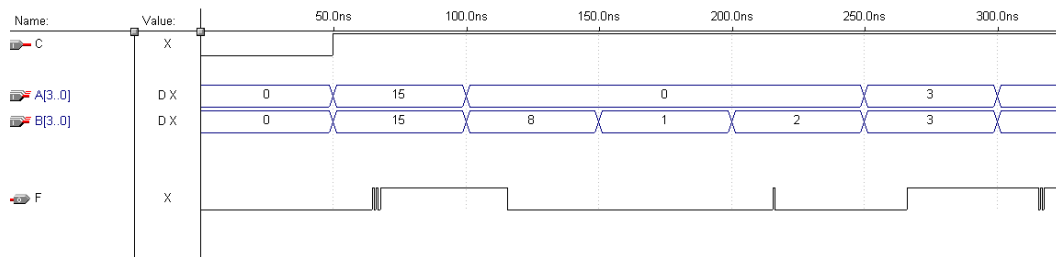 Name: Value: 50.0ns 100.0ns 150.0ns 200.0ns 250.0ns 300.0ns
C X
A[3..0] D X 0 15 0 3
B[3..0] D X 0 15 8 1 2 3
F X